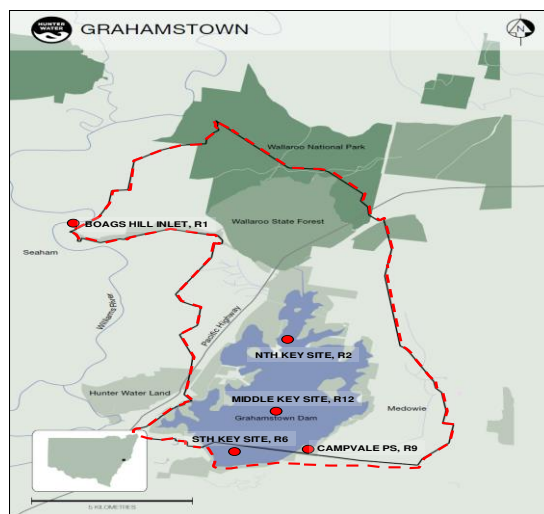 HUNTER
WATER
GRAHAMSTOWN
N
Wallaroo National Park
BOAGS HILL INLET, R1
Wallaroo State Forest
Seaham
Williams River
Pacific Highway
NTH KEY SITE, R2
Hunter Water Land
MIDDLE KEY SITE, R12
Grahamstown Dam
Medowie
STH KEY SITE, R6
CAMPVALE PS, R9